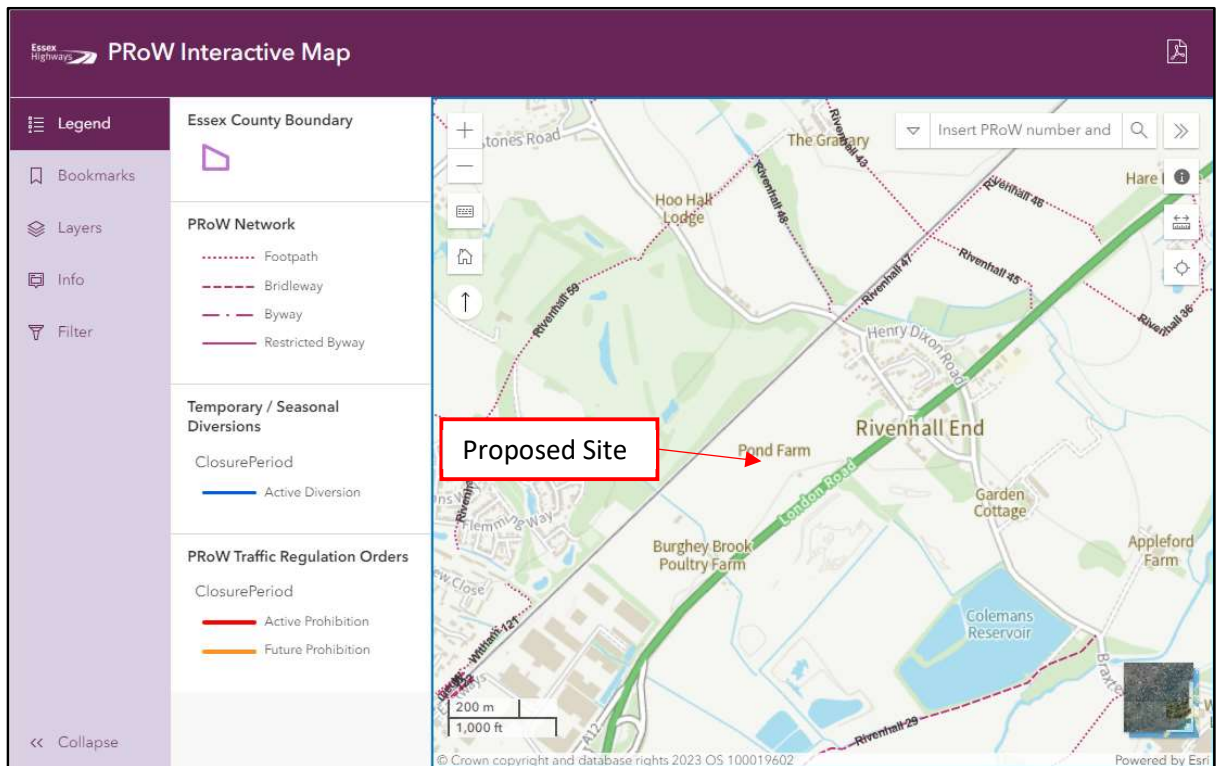 Essex
Highways
PRoW Interactive Map
Legend
Bookmarks
Layers
Info
Filter
Collapse
Essex County Boundary
PRoW Network
Footpath
Bridleway
Byway
Restricted Byway
Temporary / Seasonal
Diversions
ClosurePeriod
Active Diversion
PRoW Traffic Regulation Orders
ClosurePeriod
Active Prohibition
Future Prohibition
Insert PRoW number and
tones Road
The Granary
Rivenhall 43
Rivenhall 48
Rivenhall 46
Hare
Hoo Hall
Lodge
Rivenhall 47
Rivenhall 45
Rivenhall 36
Rivenhall 59
Henry Dixon
Road
Rivenhall End
Proposed Site
Pond Farm
London Road
Garden
Cottage
Flemming Way
Burghey Brook
Poultry Farm
Appleford
Farm
ew Close
Colemans
Reservoir
Witham 121
A12
Rivenhall 29
200 m
1,000 ft
© Crown copyright and database rights 2023 OS 100019602
Powered by Esri